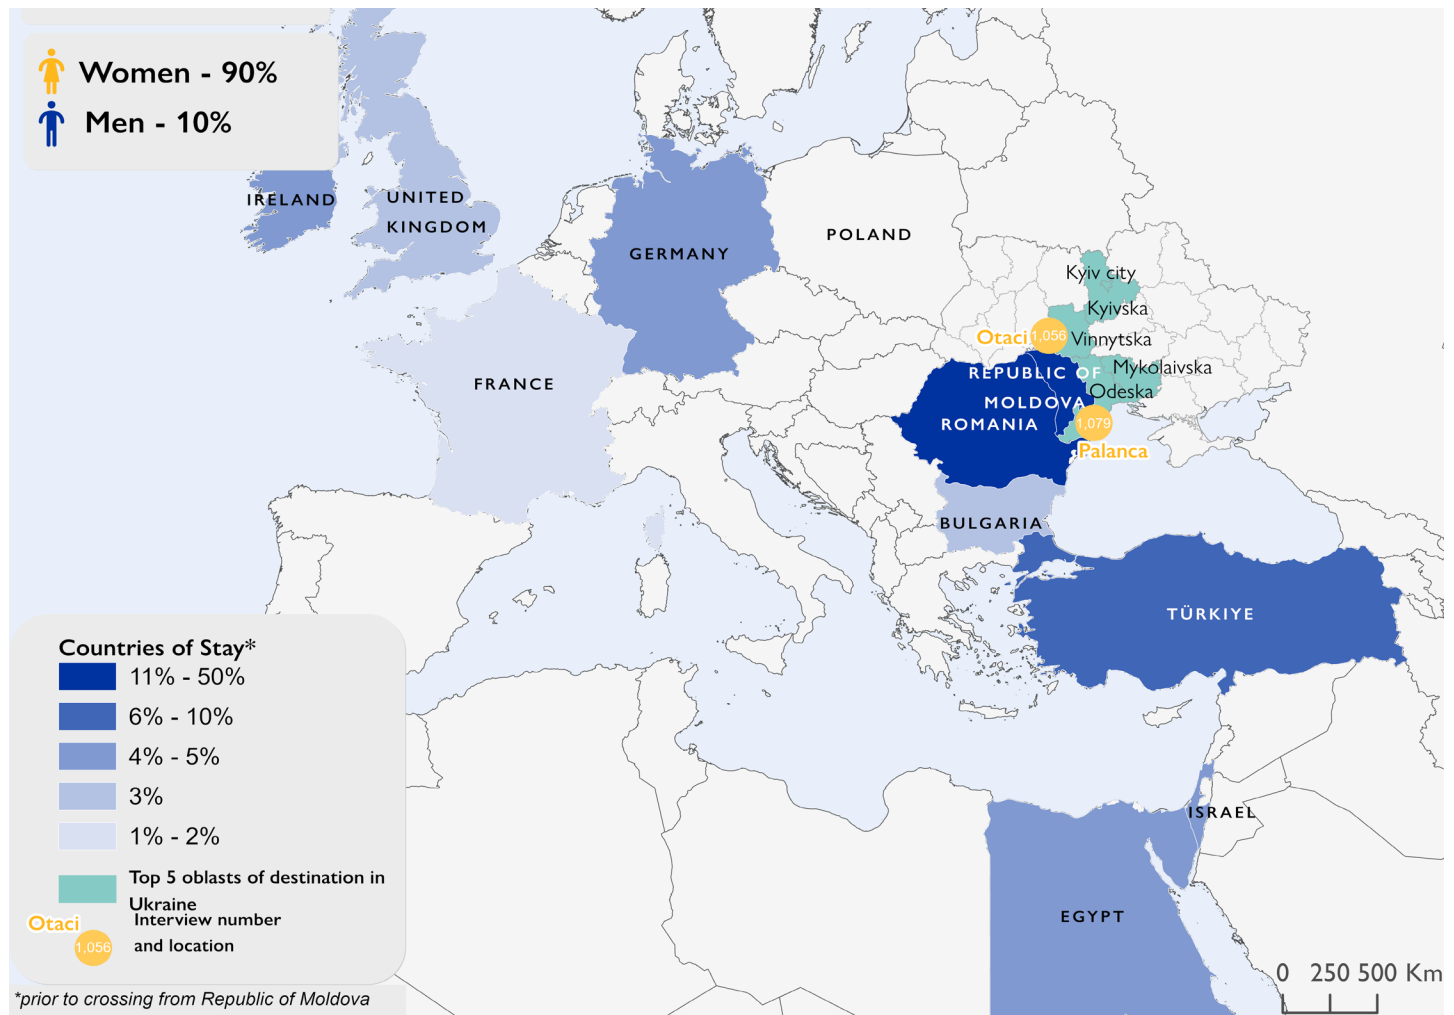 Women - 90%
Men - 10%
IRELAND
UNITED
KINGDOM
GERMANY
POLAND
FRANCE
Kyiv city
Kyivska
Otaci
1,056
Vinnytska
REPUBLIC OF
MOLDOVA
Mykolaivska
Odeska
ROMANIA
1,079
Palanca
BULGARIA
TÜRKIYE
ISRAEL
EGYPT
Countries of Stay*
11% - 50%
6% - 10%
4% - 5%
3%
1% - 2%
Top 5 oblasts of destination in
Ukraine
Otaci
1,056
Interview number
and location
*prior to crossing from Republic of Moldova
0 250 500 Km